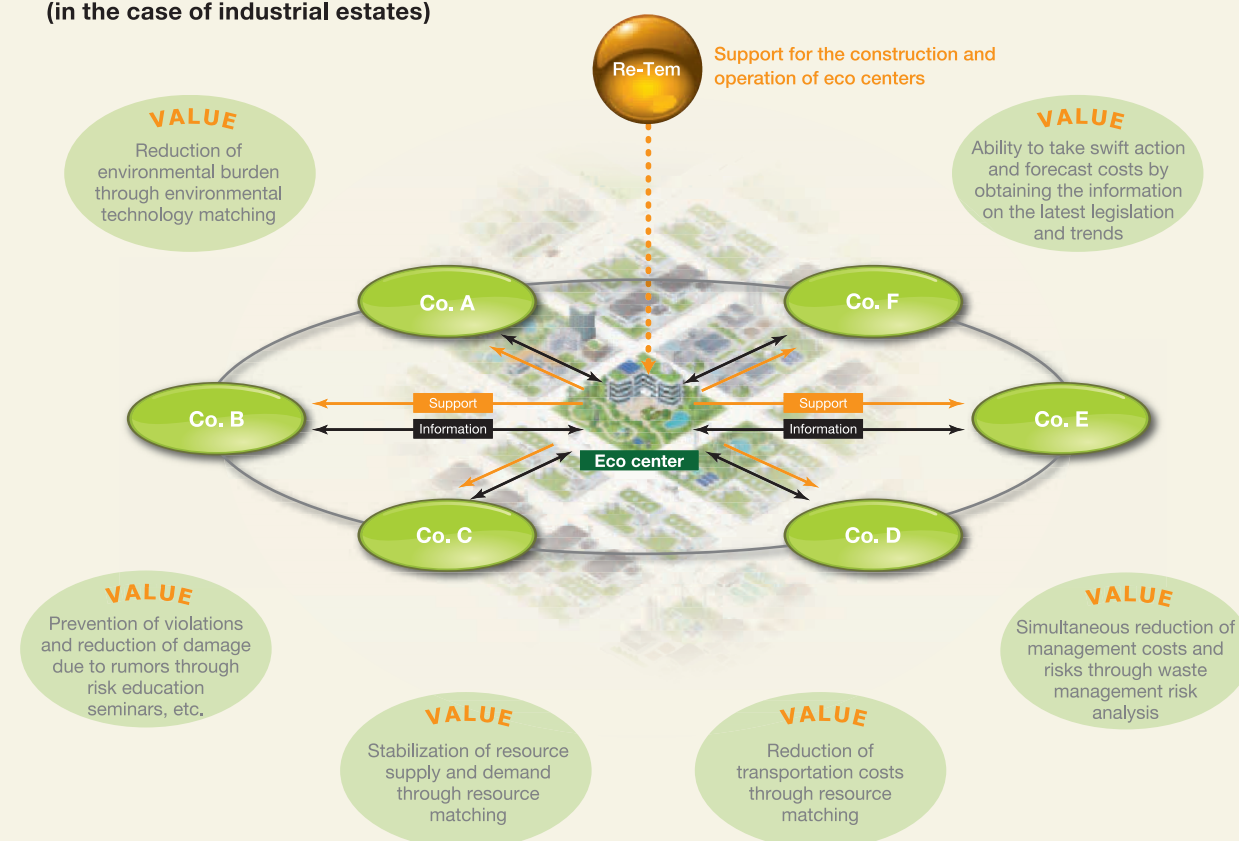 (in the case of industrial estates)
Re-Tem
Support for the construction and
operation of eco centers
VALUE
Reduction of
environmental burden
through environmental
technology matching
VALUE
Ability to take swift action
and forecast costs by
obtaining the information
on the latest legislation
and trends
Co. A
Co. F
Co. B
Support
Information
Support
Information
Co. E
Eco center
Co. C
Co. D
VALUE
Prevention of violations
and reduction of damage
due to rumors through
risk education
seminars, etc.
VALUE
Simultaneous reduction of
management costs and
risks through waste
management risk
analysis
VALUE
Stabilization of resource
supply and demand
through resource
matching
VALUE
Reduction of
transportation costs
through resource
matching